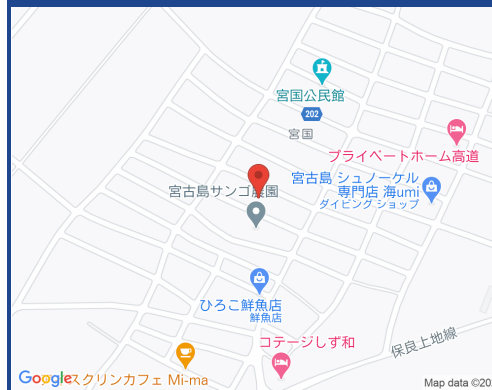 宮国公民館
202
宮国
プライベートホーム高道
宮古島 シュノーケル
専門店 海umi
ダイビング ショップ
宮古島サンゴ農園
ひろこ鮮魚店
鮮魚店
コテージしず和
保良上地線
Google
スクリンカフェ Mi-ma
Map data ©20